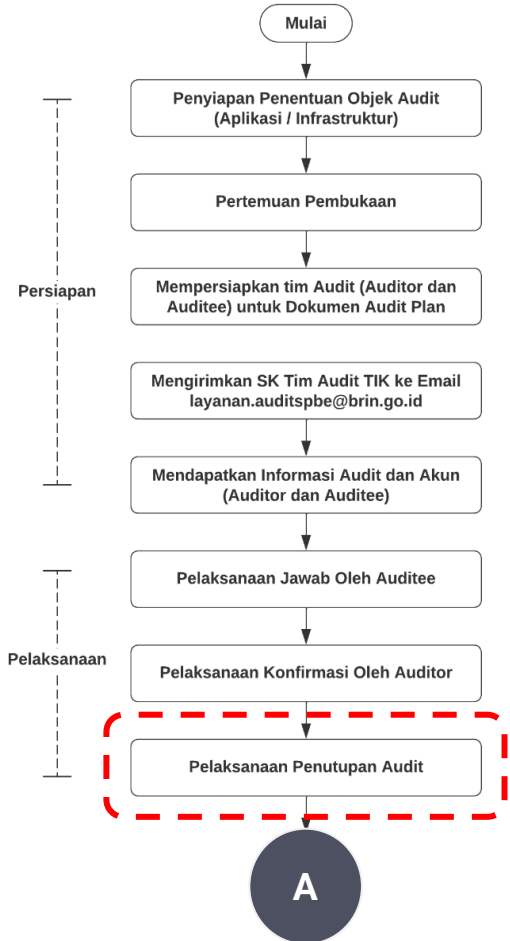 Mulai
Penyiapan Penentuan Objek Audit
(Aplikasi / Infrastruktur)
Pertemuan Pembukaan
Persiapan
Mempersiapkan tim Audit (Auditor dan
Auditee) untuk Dokumen Audit Plan
Mengirimkan SK Tim Audit TIK ke Email
layanan.auditspbe@brin.go.id
Mendapatkan Informasi Audit dan Akun
(Auditor dan Auditee)
Pelaksanaan Jawab Oleh Auditee
Pelaksanaan
Pelaksanaan Konfirmasi Oleh Auditor
Pelaksanaan Penutupan Audit
A